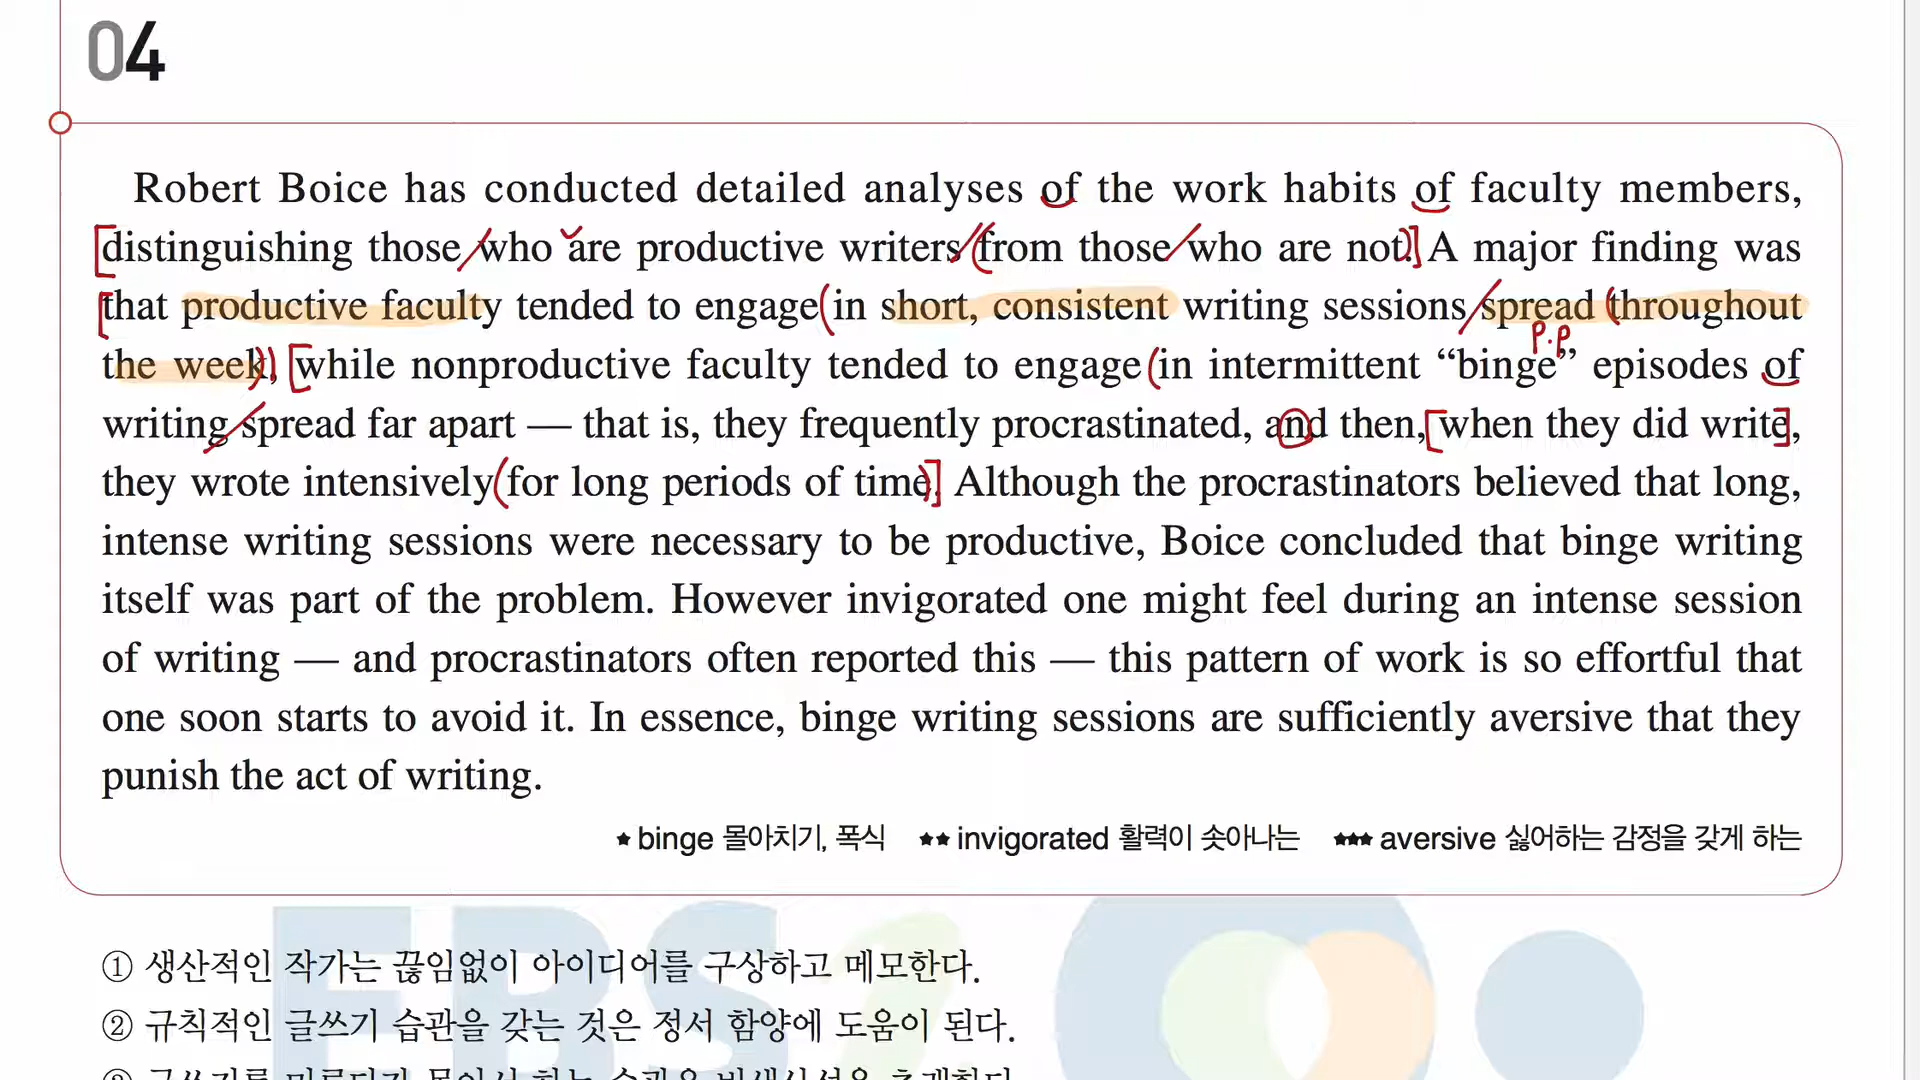 04
Robert Boice has conducted detailed analyses of the work habits of faculty members,
distinguishing those who are productive writers from those who are not. A major finding was
that productive faculty tended to engage in short, consistent writing sessions spread throughout
the week, while nonproductive faculty tended to engage in intermittent “binge” episodes of
writing spread far apart — that is, they frequently procrastinated, and then, when they did write,
they wrote intensively for long periods of time. Although the procrastinators believed that long,
intense writing sessions were necessary to be productive, Boice concluded that binge writing
itself was part of the problem. However invigorated one might feel during an intense session
of writing — and procrastinators often reported this — this pattern of work is so effortful that
one soon starts to avoid it. In essence, binge writing sessions are sufficiently aversive that they
punish the act of writing.
p.p
★ binge 몰아치기, 폭식 ★★ invigorated 활력이 솟아나는 ★★★ aversive 싫어하는 감정을 갖게 하는
EBS
① 생산적인 작가는 끊임없이 아이디어를 구상하고 메모한다.
② 규칙적인 글쓰기 습관을 갖는 것은 정서 함양에 도움이 된다.